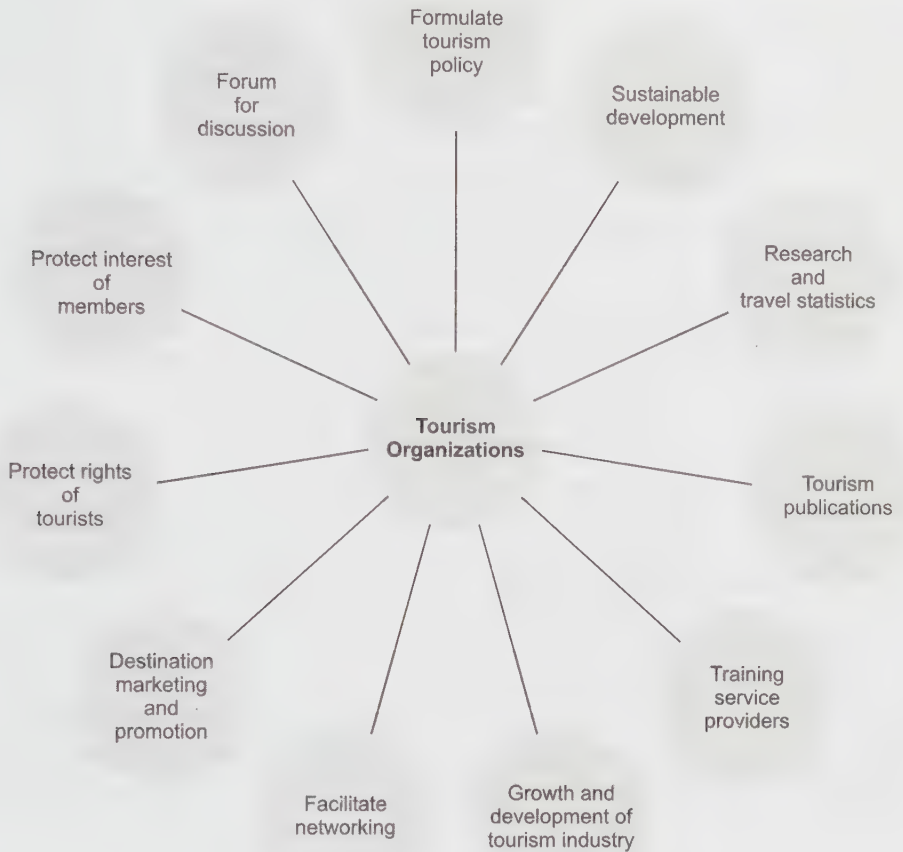 Formulate
tourism
policy
Forum
for
discussion
Sustainable
development
Protect interest
of
members
Research
and
travel statistics
Tourism
Organizations
Protect rights
of
tourists
Tourism
publications
Destination
marketing
and
promotion
Training
service
providers
Facilitate
networking
Growth and
development of
tourism industry